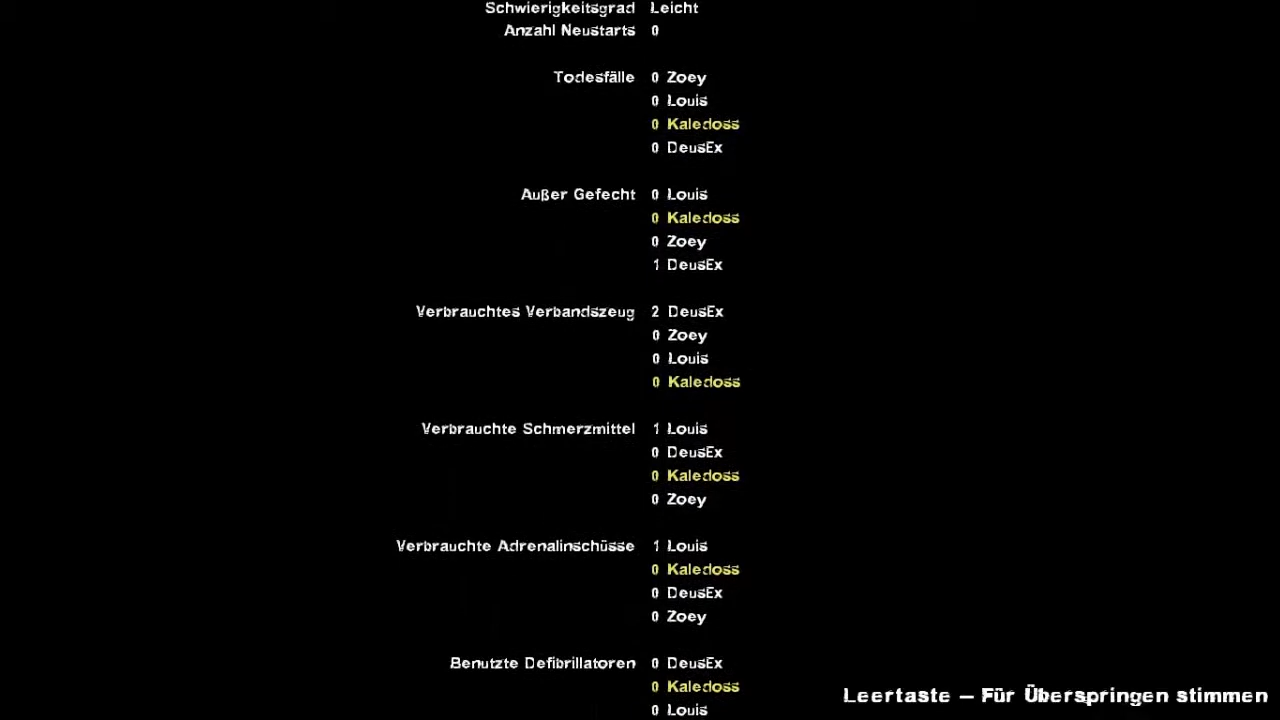 Schwierigkeitsgrad Leicht
Anzahl Neustarts 0
Todesfälle 0 Zoey
0 Louis
0 Kaledoss
0 DeusEx
Außer Gefecht 0 Louis
0 Kaledoss
0 Zoey
1 DeusEx
Verbrauchtes Verbandszeug 2 DeusEx
0 Zoey
0 Louis
0 Kaledoss
Verbrauchte Schmerzmittel 1 Louis
0 DeusEx
0 Kaledoss
0 Zoey
Verbrauchte Adrenalinschüsse 1 Louis
0 Kaledoss
0 DeusEx
0 Zoey
Benutzte Defibrillatoren 0 DeusEx
0 Kaledoss
0 Louis
Leertaste – Für Überspringen stimmen